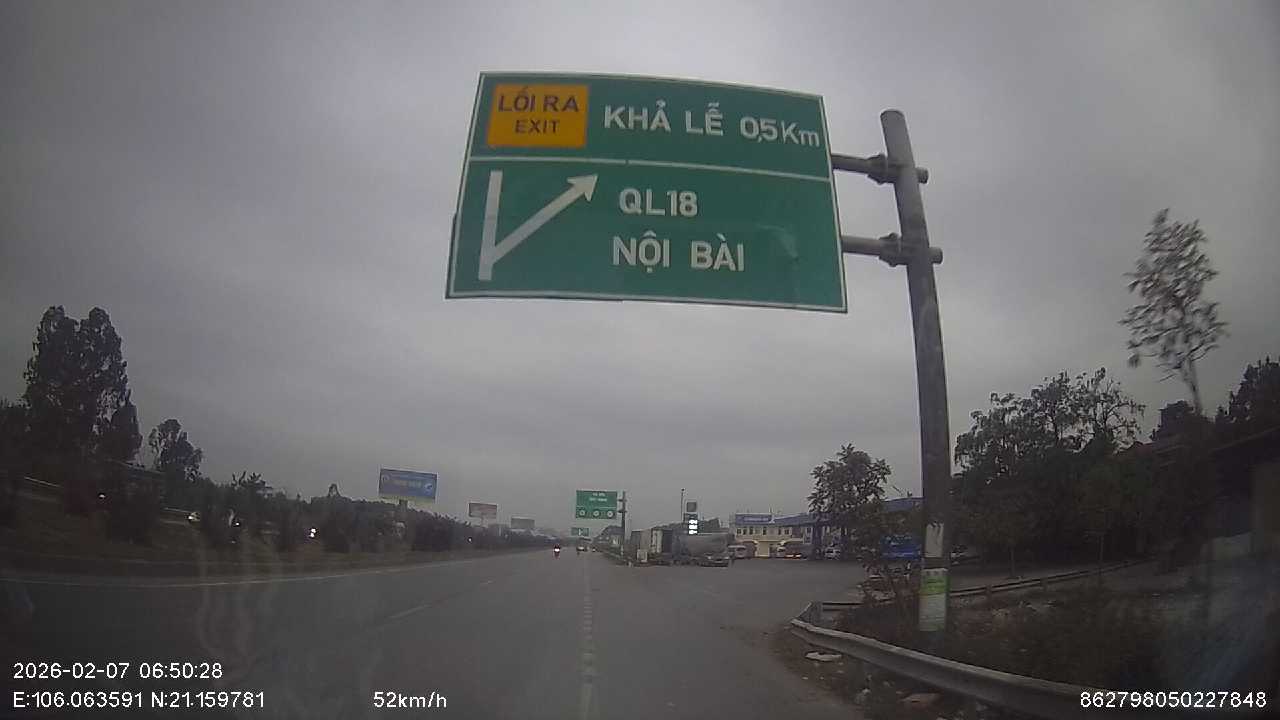 LỐI RA
EXIT
KHẢ LỄ 0,5Km
QL18
NỘI BÀI
2026-02-07 06:50:28
E:106.063591 N:21.159781
52km/h
862798050227848